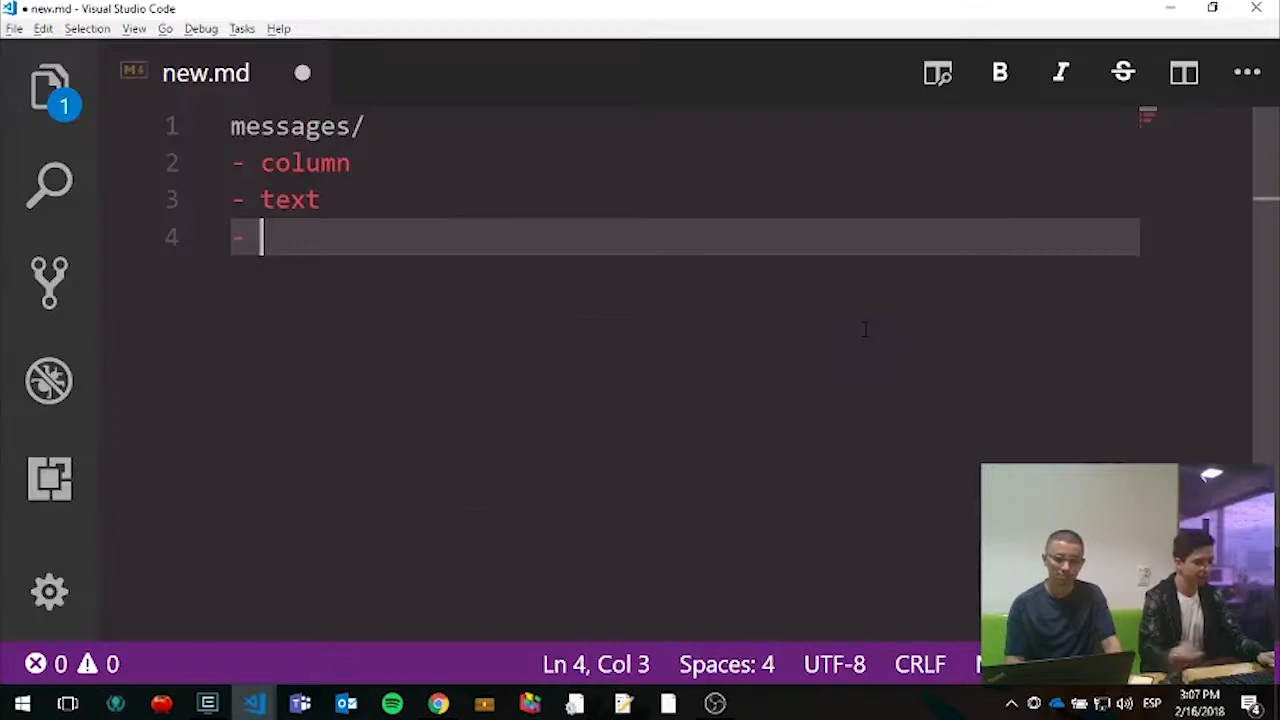 new.md - Visual Studio Code
File Edit Selection View Go Debug Tasks Help
1
new.md
B I S
1 messages/
2 - column
3 - text
4 -
0 0 Ln 4, Col 3 Spaces: 4 UTF-8 CRLF
ESP
3:07 PM
2/16/2018
4